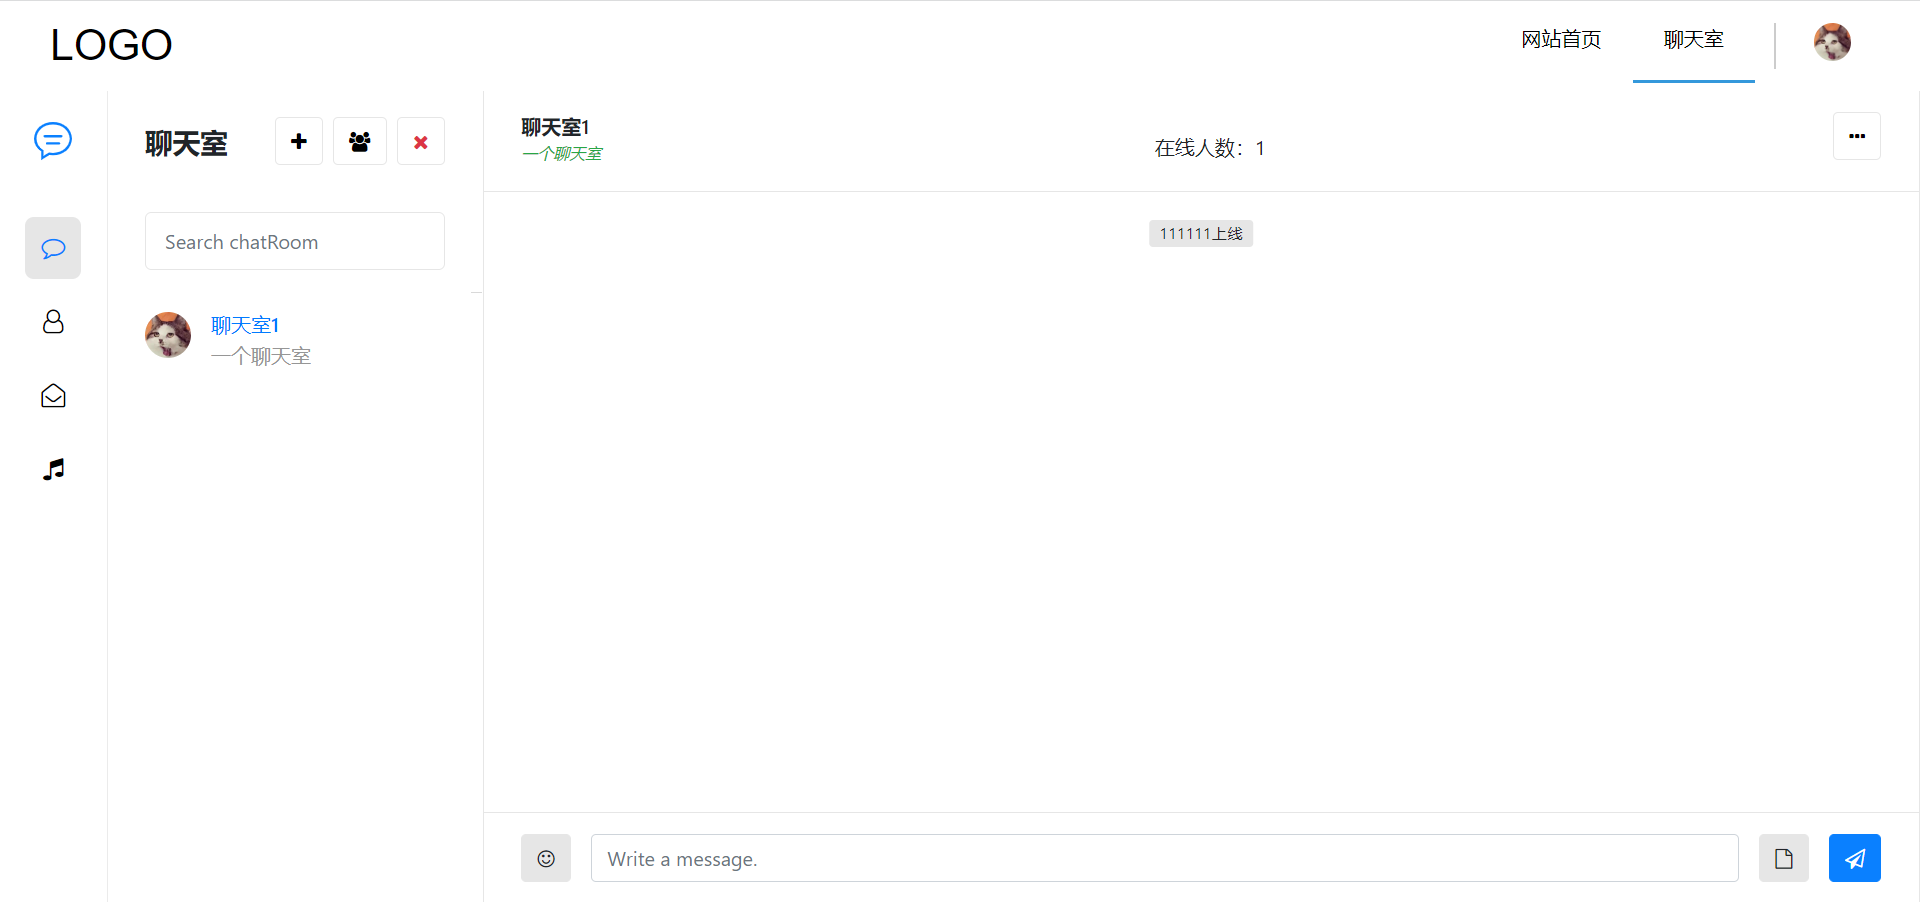 LOGO
网站首页
聊天室
聊天室
Search chatRoom
聊天室1
一个聊天室
聊天室1
一个聊天室
在线人数：1
111111上线
Write a message.